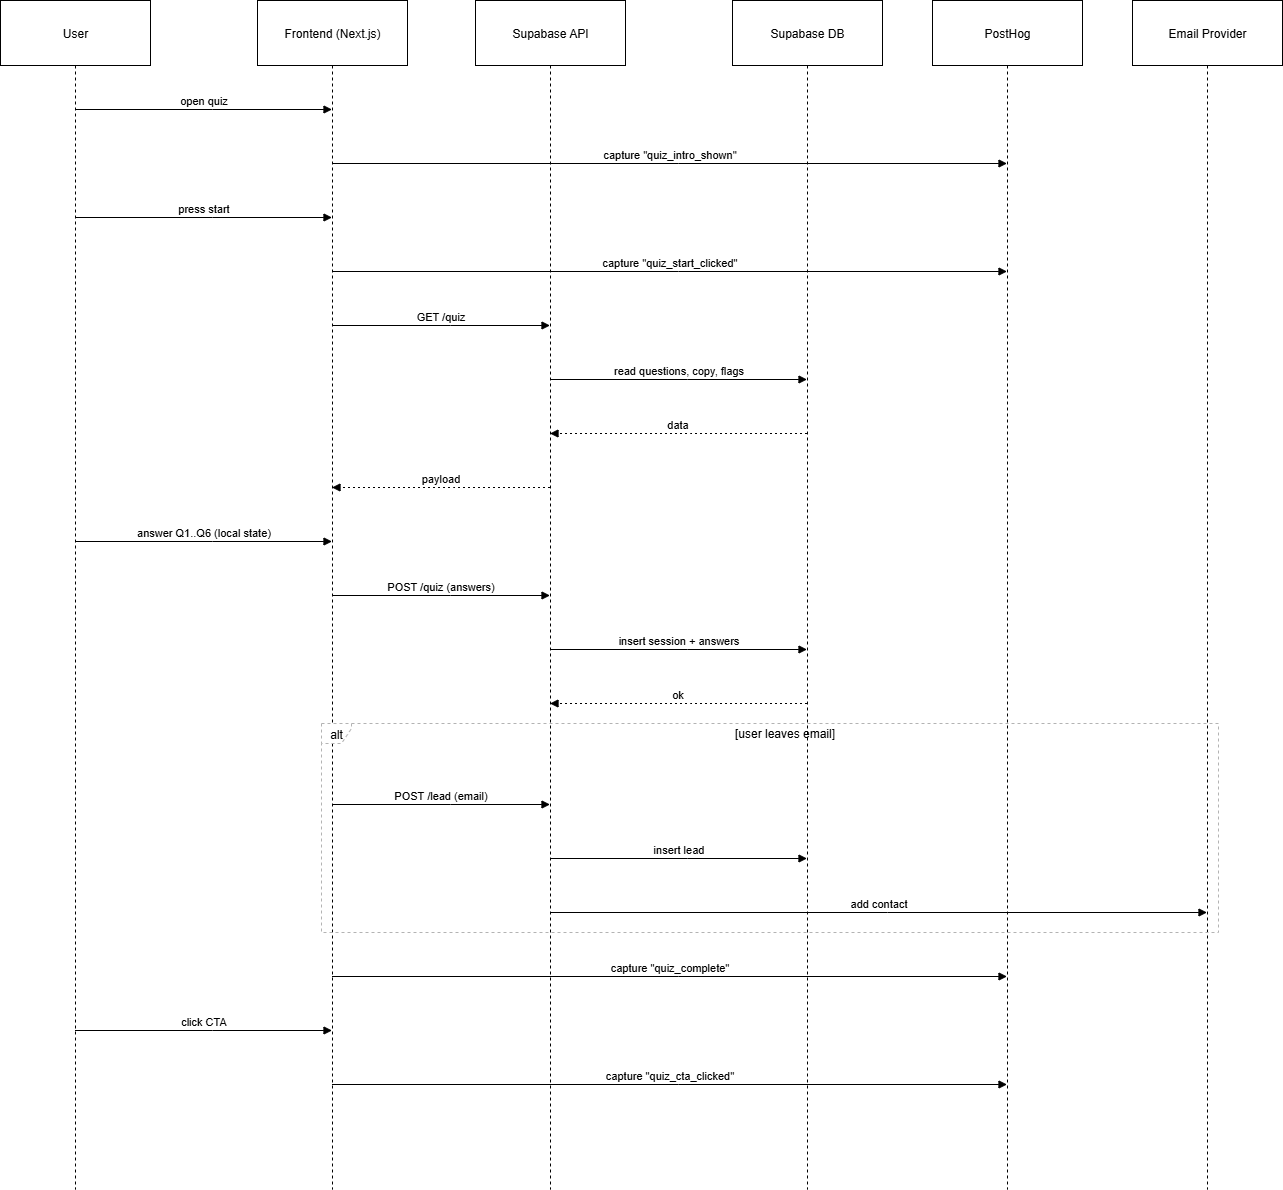 User
Frontend (Next.js)
Supabase API
Supabase DB
PostHog
Email Provider
open quiz
capture "quiz_intro_shown"
press start
capture "quiz_start_clicked"
GET /quiz
read questions, copy, flags
data
payload
answer Q1..Q6 (local state)
POST /quiz (answers)
insert session + answers
ok
alt
[user leaves email]
POST /lead (email)
insert lead
add contact
capture "quiz_complete"
click CTA
capture "quiz_cta_clicked"